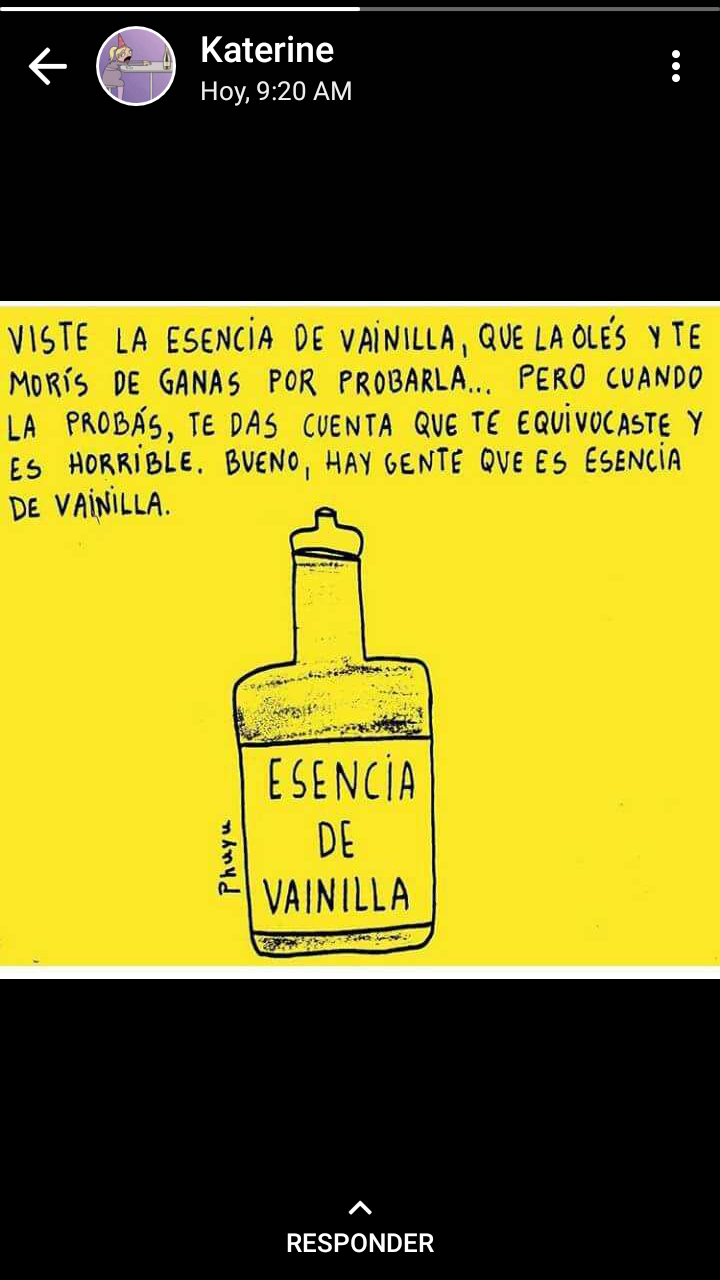 Katerine
Hoy, 9:20 AM
VISTE LA ESENCIA DE VAINILLA, QUE LA OLÉS Y TE
MORÍS DE GANAS POR PROBARLA... PERO CUANDO
LA PROBÁS, TE DAS CUENTA QUE TE EQUIVOCASTE Y
ES HORRIBLE. BUENO, HAY GENTE QUE ES ESENCIA
DE VAINILLA.
ESENCIA
DE
VAINILLA
Phuyu
RESPONDER